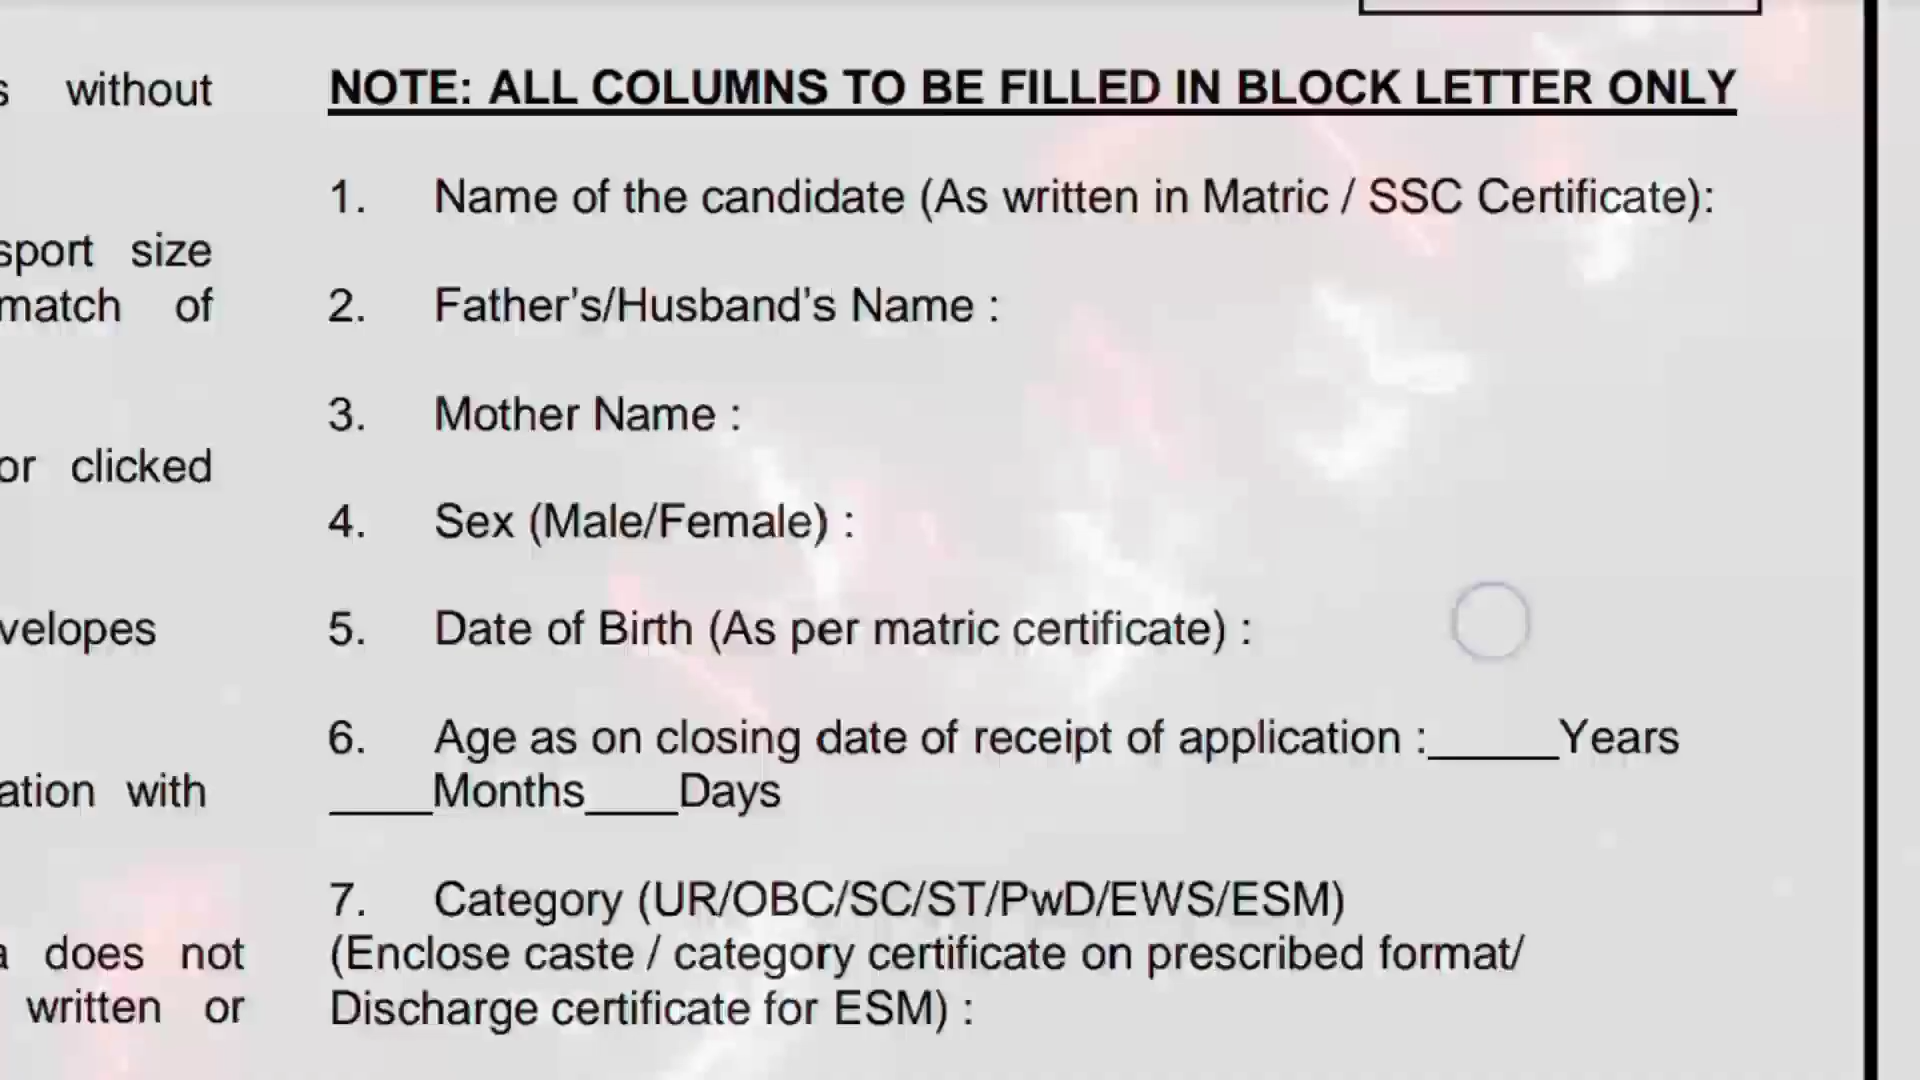 s without
sport size
match of
or clicked
velopes
ation with
a does not
written or
NOTE: ALL COLUMNS TO BE FILLED IN BLOCK LETTER ONLY
1. Name of the candidate (As written in Matric / SSC Certificate):
2. Father’s/Husband’s Name :
3. Mother Name :
4. Sex (Male/Female) :
5. Date of Birth (As per matric certificate) :
6. Age as on closing date of receipt of application :_____Years
____Months____Days
7. Category (UR/OBC/SC/ST/PwD/EWS/ESM)
(Enclose caste / category certificate on prescribed format/
Discharge certificate for ESM) :